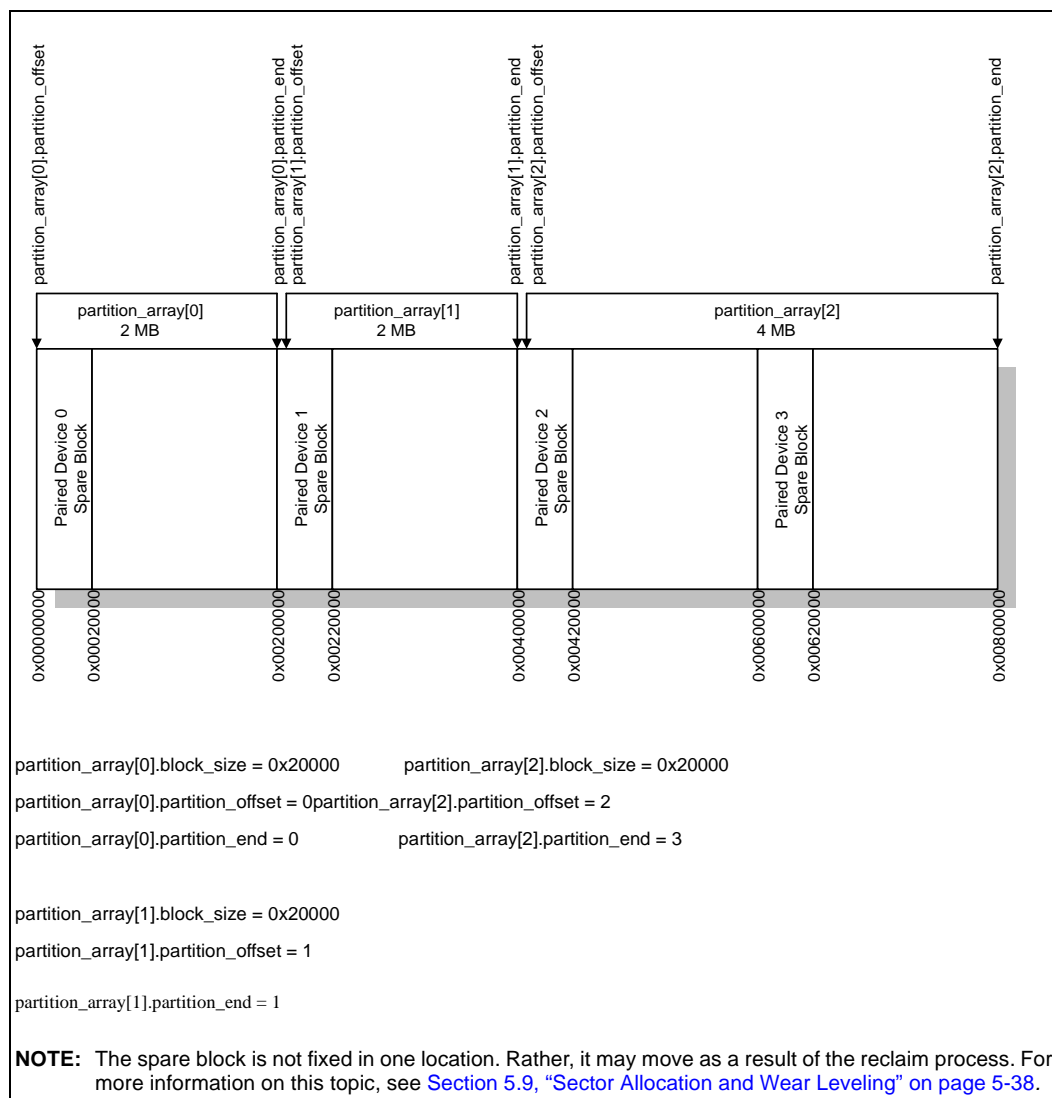 partition_array[0].partition_offset
partition_array[0].partition_end
partition_array[1].partition_offset
partition_array[1].partition_end
partition_array[2].partition_offset
partition_array[2].partition_end
partition_array[0]
2 MB
partition_array[1]
2 MB
partition_array[2]
4 MB
Paired Device 0
Spare Block
Paired Device 1
Spare Block
Paired Device 2
Spare Block
Paired Device 3
Spare Block
0x00000000
0x00020000
0x00200000
0x00220000
0x00400000
0x00420000
0x00600000
0x00620000
0x00800000
partition_array[0].block_size = 0x20000 partition_array[2].block_size = 0x20000
partition_array[0].partition_offset = 0partition_array[2].partition_offset = 2
partition_array[0].partition_end = 0 partition_array[2].partition_end = 3
partition_array[1].block_size = 0x20000
partition_array[1].partition_offset = 1
partition_array[1].partition_end = 1
NOTE: The spare block is not fixed in one location. Rather, it may move as a result of the reclaim process. For
more information on this topic, see Section 5.9, “Sector Allocation and Wear Leveling” on page 5-38.